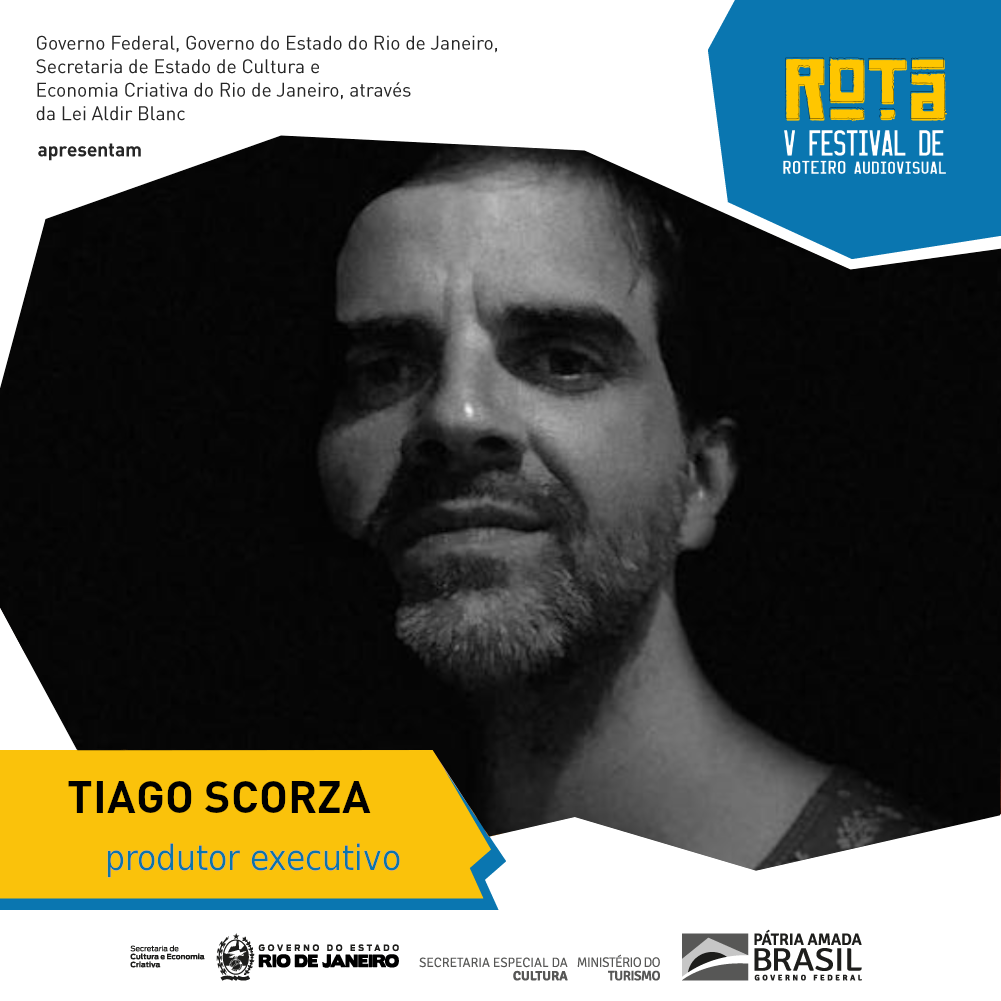 Governo Federal, Governo do Estado do Rio de Janeiro,
Secretaria de Estado de Cultura e
Economia Criativa do Rio de Janeiro, através
da Lei Aldir Blanc
apresentam
ROTA
V FESTIVAL DE
ROTEIRO AUDIOVISUAL
TIAGO SCORZA
produtor executivo
Secretaria de
Cultura e Economia
Criativa
GOVERNO DO ESTADO
RIO DE JANEIRO
SECRETARIA ESPECIAL DA
CULTURA
MINISTÉRIO DO
TURISMO
PÁTRIA AMADA
BRASIL
GOVERNO FEDERAL